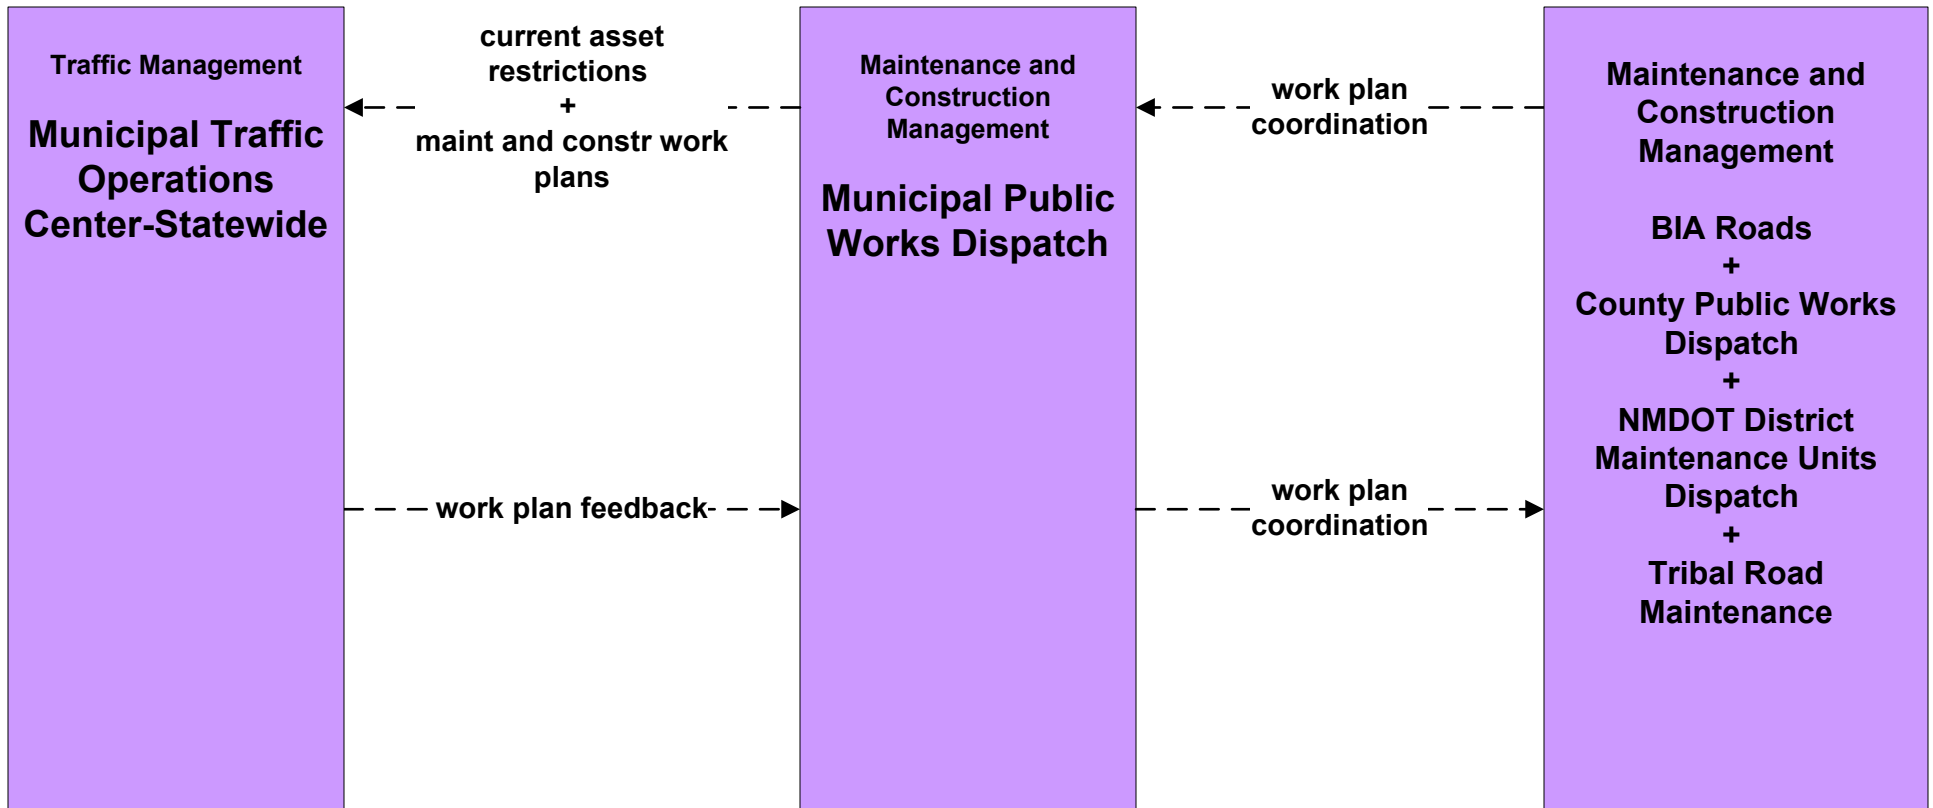 Traffic Management
Municipal Traffic
Operations
Center-Statewide
current asset
restrictions
+
maint and constr work
plans
work plan feedback
Maintenance and
Construction
Management
Municipal Public
Works Dispatch
work plan
coordination
work plan
coordination
Maintenance and
Construction
Management
BIA Roads
+
County Public Works
Dispatch
+
NMDOT District
Maintenance Units
Dispatch
+
Tribal Road
Maintenance